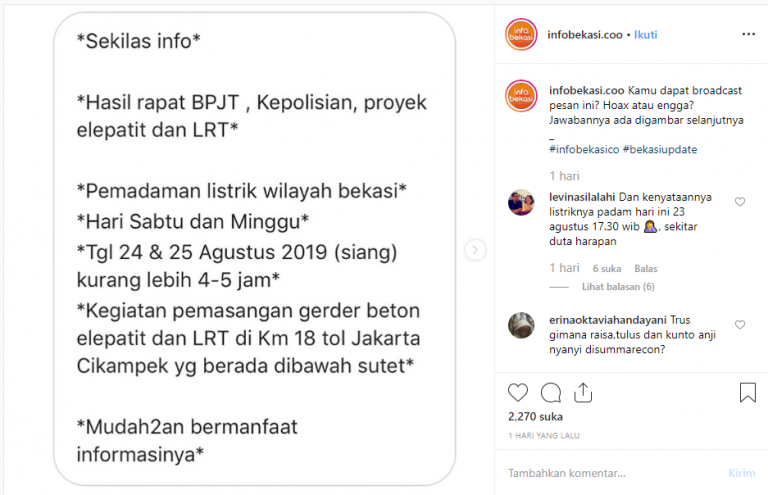 *Sekilas info*
*Hasil rapat BPJT , Kepolisian, proyek
elepatit dan LRT*
*Pemadaman listrik wilayah bekasi*
*Hari Sabtu dan Minggu*
*Tgl 24 & 25 Agustus 2019 (siang)
kurang lebih 4-5 jam*
*Kegiatan pemasangan gerder beton
elepatit dan LRT di Km 18 tol Jakarta
Cikampek yg berada dibawah sutet*
*Mudah2an bermanfaat
informasinya*
info
bekasi
infobekasi.coo • Ikuti
info
bekasi
infobekasi.coo Kamu dapat broadcast
pesan ini? Hoax atau engga?
Jawabannya ada digambar selanjutnya
_
#infobekasico #bekasiupdate
1 hari
levinasilalahi Dan kenyataannya
listriknya padam hari ini 23
agustus 17.30 wib 🤦‍♀️, sekitar
duta harapan
1 hari 6 suka Balas
Lihat balasan (6)
erinaoktaviahandayani Trus
gimana raisa,tulus dan kunto anji
nyanyi disummarecon?
2,270 suka
1 HARI YANG LALU
Tambahkan komentar... Kirim